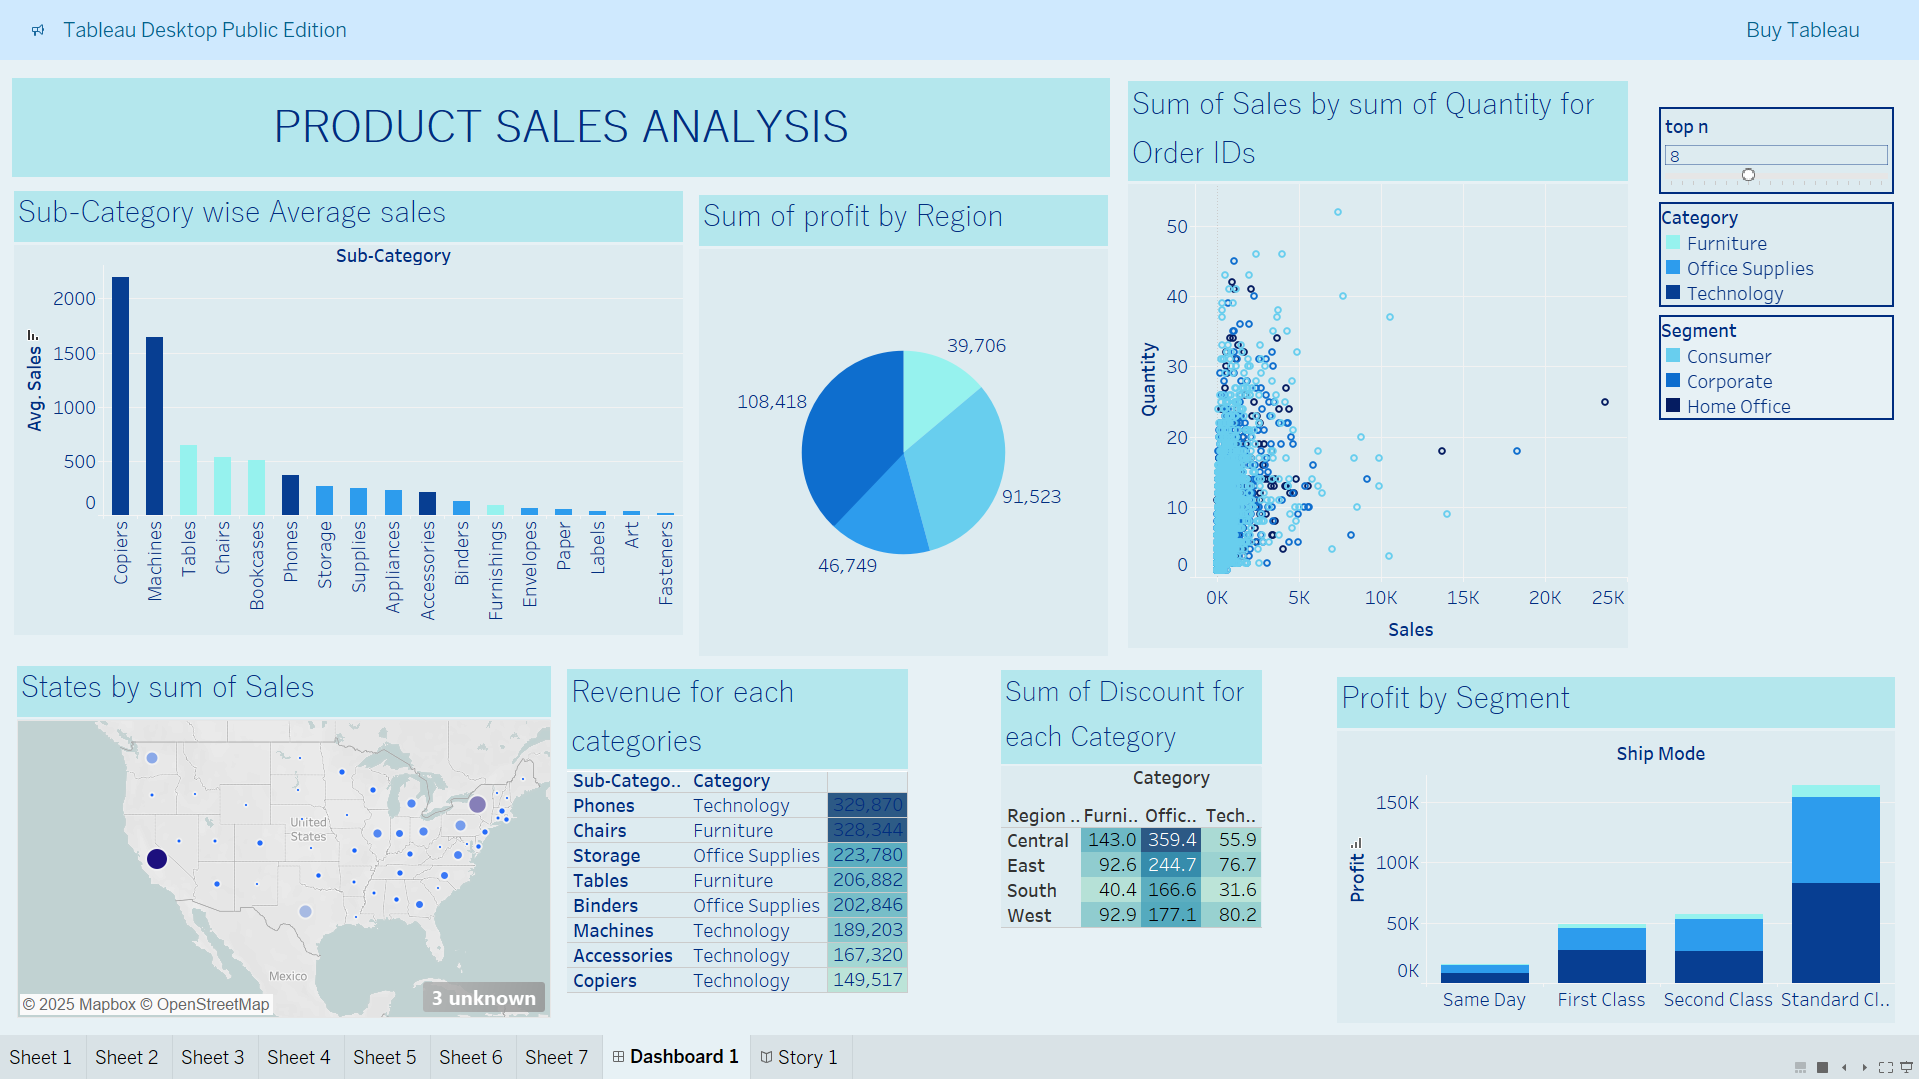 Tableau Desktop Public Edition
Buy Tableau
PRODUCT SALES ANALYSIS
Sub-Category wise Average sales
Sub-Category
Avg. Sales
2000
1500
1000
500
0
Copiers
Machines
Tables
Chairs
Bookcases
Phones
Storage
Supplies
Appliances
Accessories
Binders
Furnishings
Envelopes
Paper
Labels
Art
Fasteners
Sum of profit by Region
39,706
108,418
91,523
46,749
Sum of Sales by sum of Quantity for
Order IDs
Quantity
50
40
30
20
10
0
0K 5K 10K 15K 20K 25K
Sales
top n
8
Category
Furniture
Office Supplies
Technology
Segment
Consumer
Corporate
Home Office
States by sum of Sales
United
States
Mexico
© 2025 Mapbox © OpenStreetMap
3 unknown
Revenue for each
categories
Sub-Catego.. Category
Phones Technology 329,870
Chairs Furniture 328,344
Storage Office Supplies 223,780
Tables Furniture 206,882
Binders Office Supplies 202,846
Machines Technology 189,203
Accessories Technology 167,320
Copiers Technology 149,517
Sum of Discount for
each Category
Category
Region .. Furni.. Offic.. Tech..
Central 143.0 359.4 55.9
East 92.6 244.7 76.7
South 40.4 166.6 31.6
West 92.9 177.1 80.2
Profit by Segment
Ship Mode
Profit
150K
100K
50K
0K
Same Day First Class Second Class Standard Cl..
Sheet 1 Sheet 2 Sheet 3 Sheet 4 Sheet 5 Sheet 6 Sheet 7 Dashboard 1 Story 1